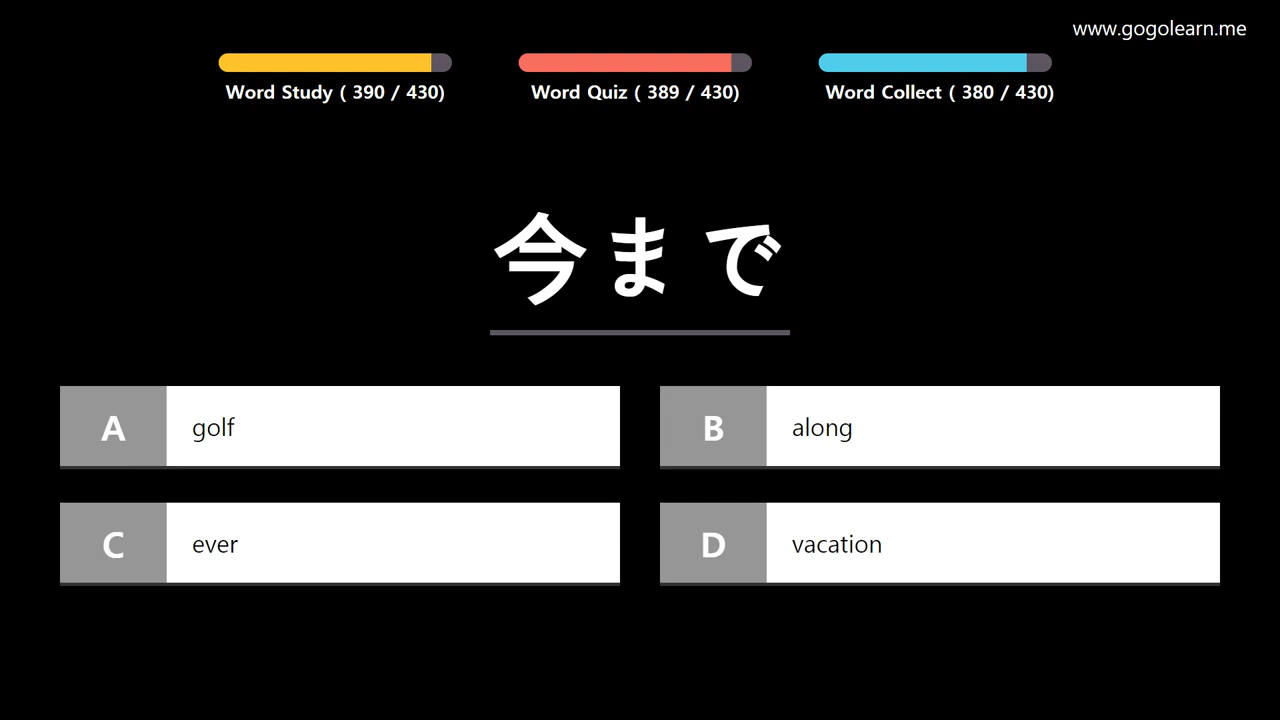 www.gogolearn.me
Word Study ( 390 / 430)
Word Quiz ( 389 / 430)
Word Collect ( 380 / 430)
今まで
A golf
B along
C ever
D vacation